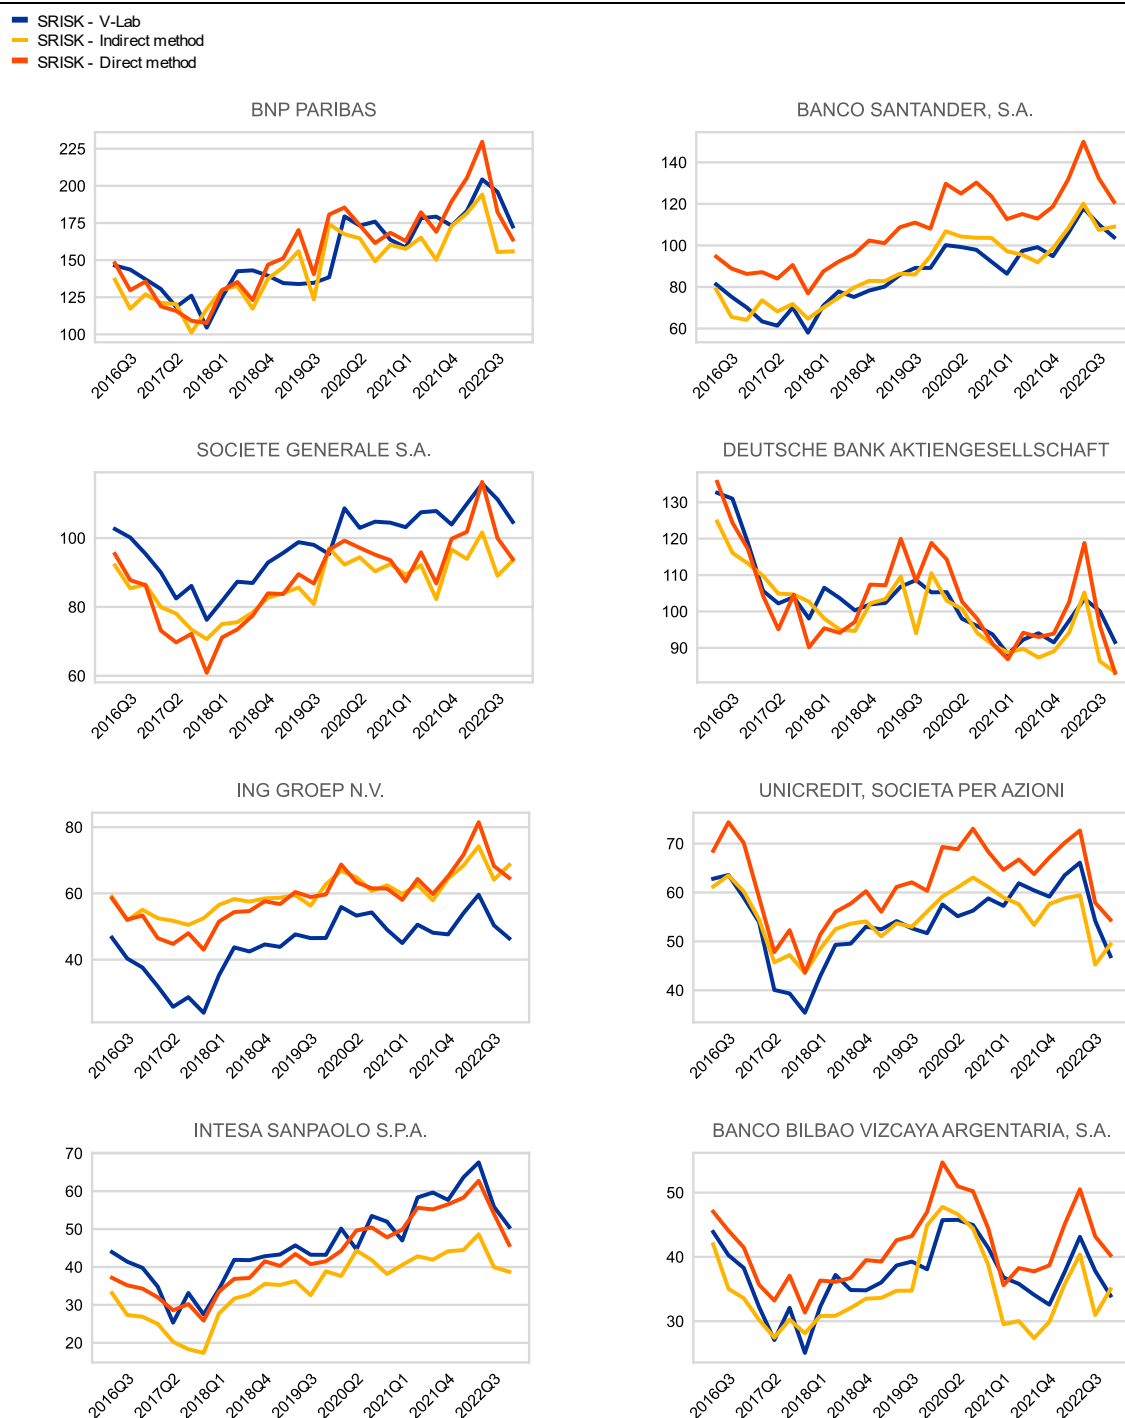 SRISK - V-Lab
SRISK - Indirect method
SRISK - Direct method
BNP PARIBAS
225
200
175
150
125
100
2016Q3 2017Q2 2018Q1 2018Q4 2019Q3 2020Q2 2021Q1 2021Q4 2022Q3
BANCO SANTANDER, S.A.
140
120
100
80
60
2016Q3 2017Q2 2018Q1 2018Q4 2019Q3 2020Q2 2021Q1 2021Q4 2022Q3
SOCIETE GENERALE S.A.
100
80
60
2016Q3 2017Q2 2018Q1 2018Q4 2019Q3 2020Q2 2021Q1 2021Q4 2022Q3
DEUTSCHE BANK AKTIENGESELLSCHAFT
130
120
110
100
90
2016Q3 2017Q2 2018Q1 2018Q4 2019Q3 2020Q2 2021Q1 2021Q4 2022Q3
ING GROEP N.V.
80
60
40
2016Q3 2017Q2 2018Q1 2018Q4 2019Q3 2020Q2 2021Q1 2021Q4 2022Q3
UNICREDIT, SOCIETA PER AZIONI
70
60
50
40
2016Q3 2017Q2 2018Q1 2018Q4 2019Q3 2020Q2 2021Q1 2021Q4 2022Q3
INTESA SANPAOLO S.P.A.
70
60
50
40
30
20
2016Q3 2017Q2 2018Q1 2018Q4 2019Q3 2020Q2 2021Q1 2021Q4 2022Q3
BANCO BILBAO VIZCAYA ARGENTARIA, S.A.
50
40
30
2016Q3 2017Q2 2018Q1 2018Q4 2019Q3 2020Q2 2021Q1 2021Q4 2022Q3